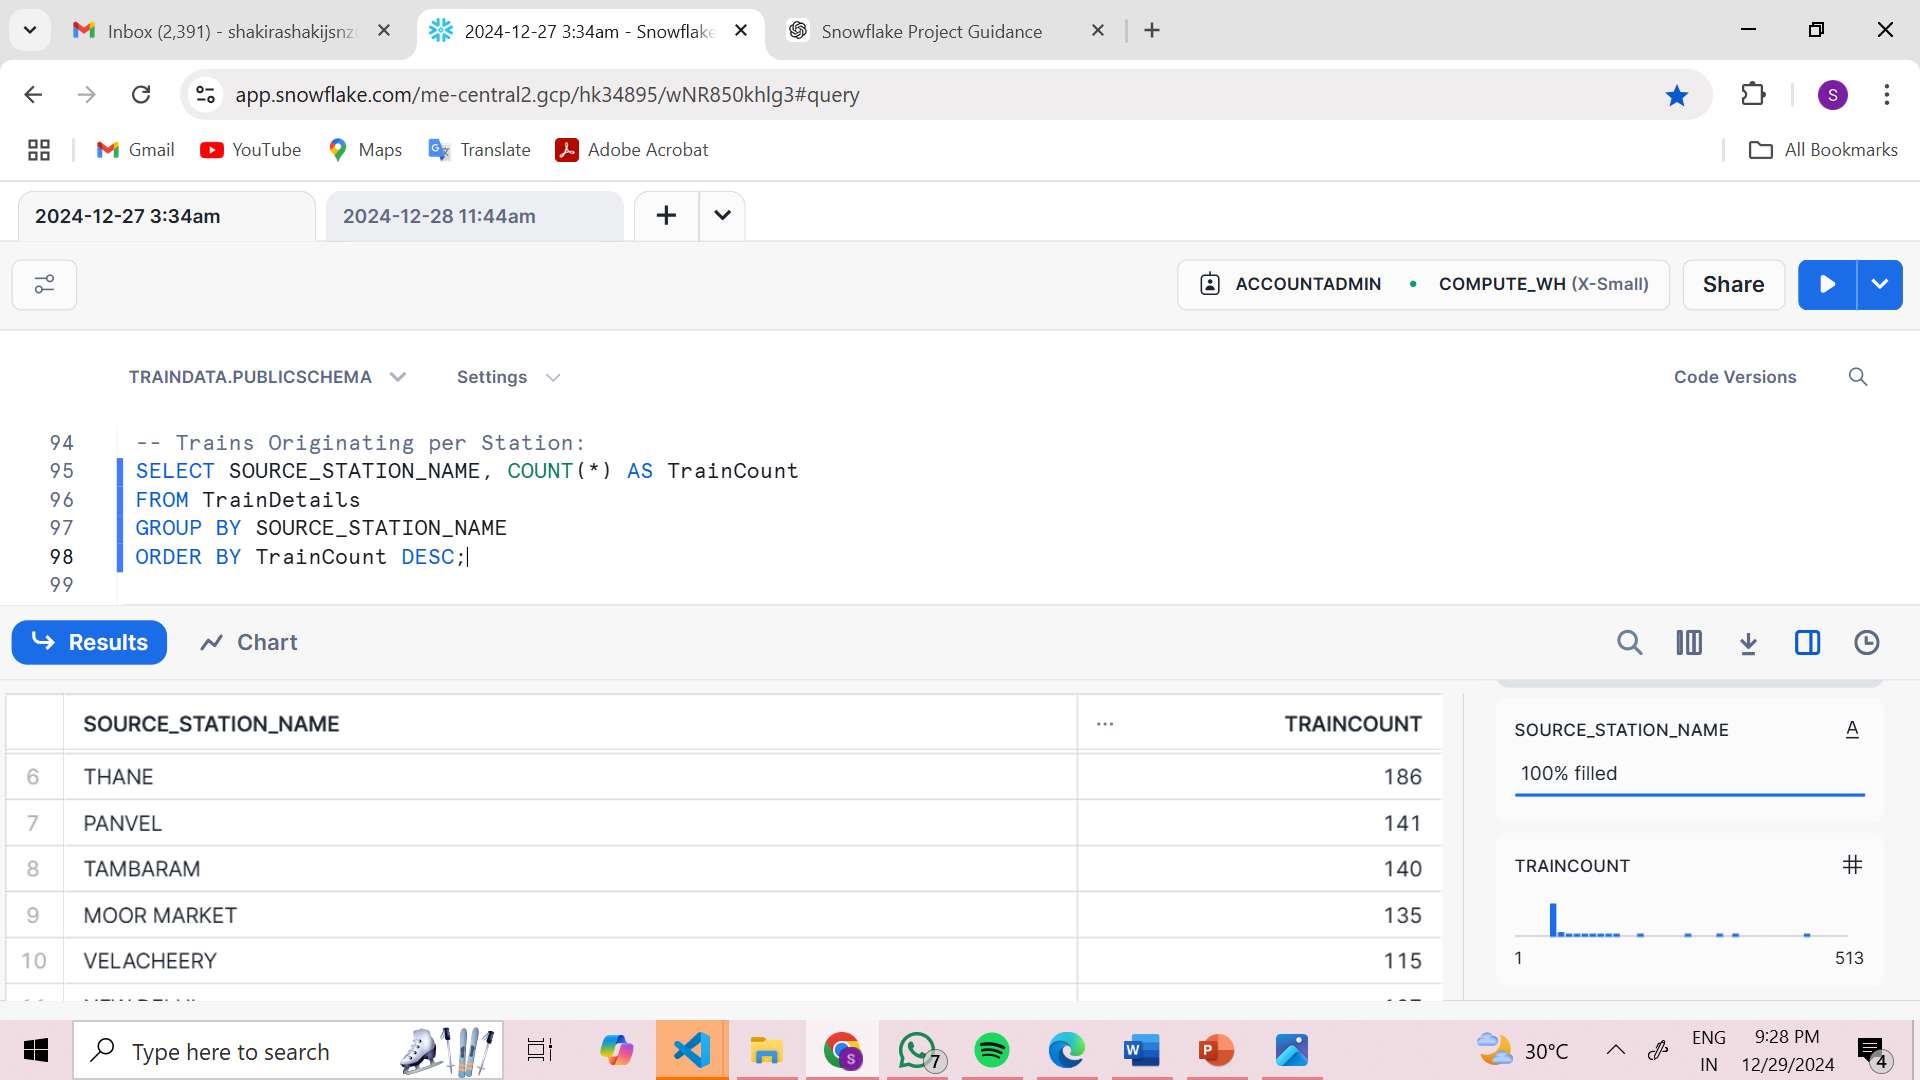 Inbox (2,391) - shakirashakijsnz
2024-12-27 3:34am - Snowflake
Snowflake Project Guidance
app.snowflake.com/me-central2.gcp/hk34895/wNR850khlg3#query
S
Gmail
YouTube
Maps
Translate
Adobe Acrobat
All Bookmarks
2024-12-27 3:34am
2024-12-28 11:44am
ACCOUNTADMIN
COMPUTE_WH (X-Small)
Share
TRAINDATA.PUBLICSCHEMA
Settings
Code Versions
94 -- Trains Originating per Station:
95 SELECT SOURCE_STATION_NAME, COUNT(*) AS TrainCount
96 FROM TrainDetails
97 GROUP BY SOURCE_STATION_NAME
98 ORDER BY TrainCount DESC;
99
Results
Chart
SOURCE_STATION_NAME ... TRAINCOUNT
6 THANE 186
7 PANVEL 141
8 TAMBARAM 140
9 MOOR MARKET 135
10 VELACHEERY 115
SOURCE_STATION_NAME A
100% filled
TRAINCOUNT #
1 513
Type here to search
S
7
W
P
30°C
ENG
IN
9:28 PM
12/29/2024
4